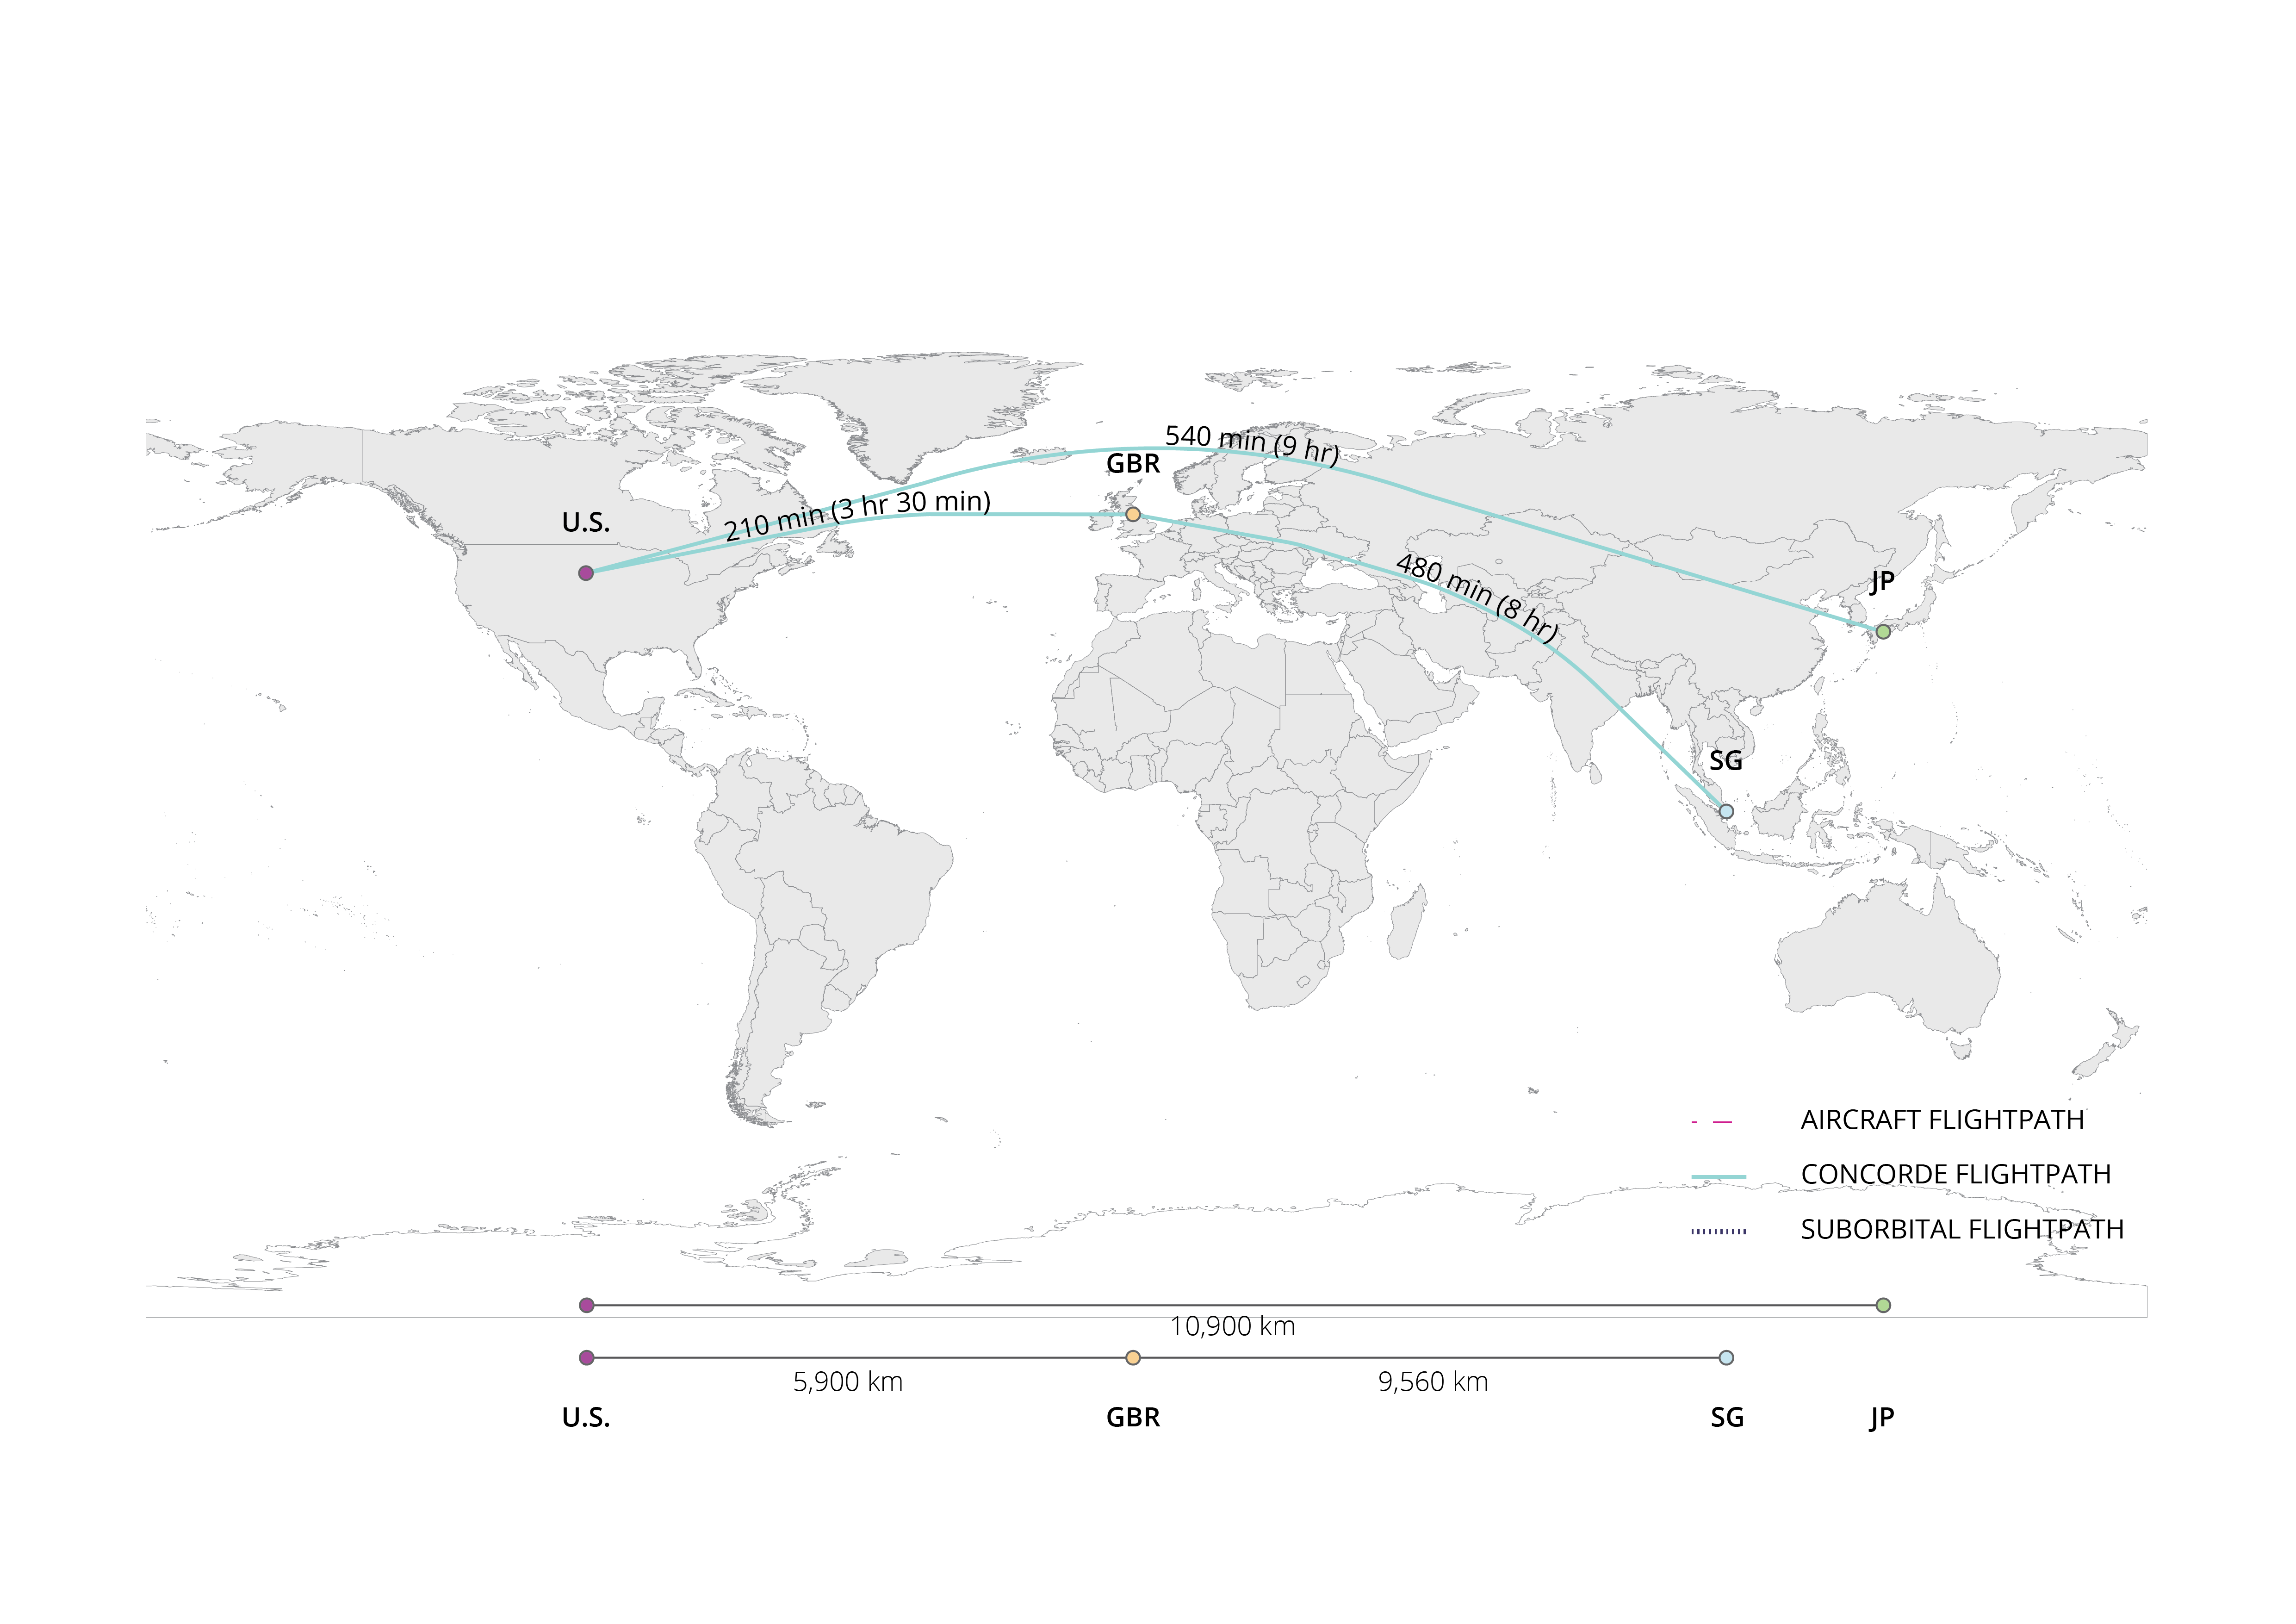 540 min (9 hr)
GBR
210 min (3 hr 30 min)
U.S.
480 min (8 hr)
JP
SG
AIRCRAFT FLIGHTPATH
CONCORDE FLIGHTPATH
SUBORBITAL FLIGHTPATH
10,900 km
5,900 km
9,560 km
U.S.
GBR
SG
JP